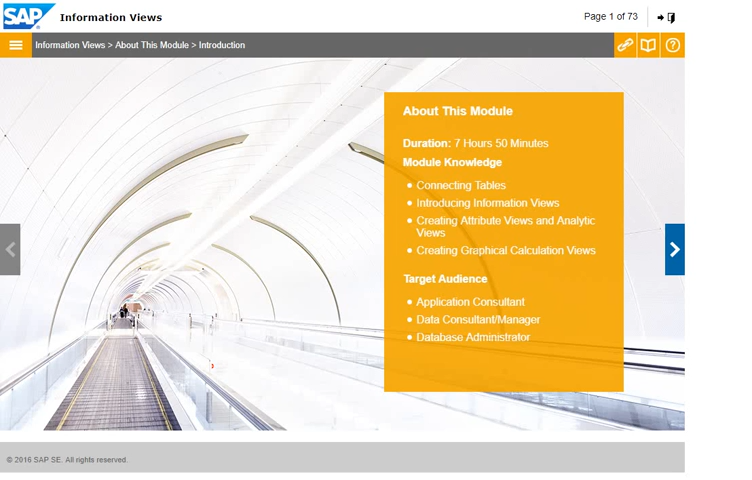 SAP
Information Views
Page 1 of 73
Information Views > About This Module > Introduction
About This Module
Duration: 7 Hours 50 Minutes
Module Knowledge
Connecting Tables
Introducing Information Views
Creating Attribute Views and Analytic
Views
Creating Graphical Calculation Views
Target Audience
Application Consultant
Data Consultant/Manager
Database Administrator
© 2016 SAP SE. All rights reserved.